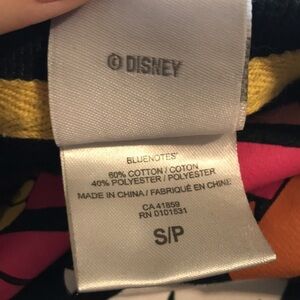 © DISNEY
BLUENOTES
60% COTTON / COTON
40% POLYESTER / POLYESTER
MADE IN CHINA / FABRIQUÉ EN CHINE
CA 41859
RN 0101531
S/P